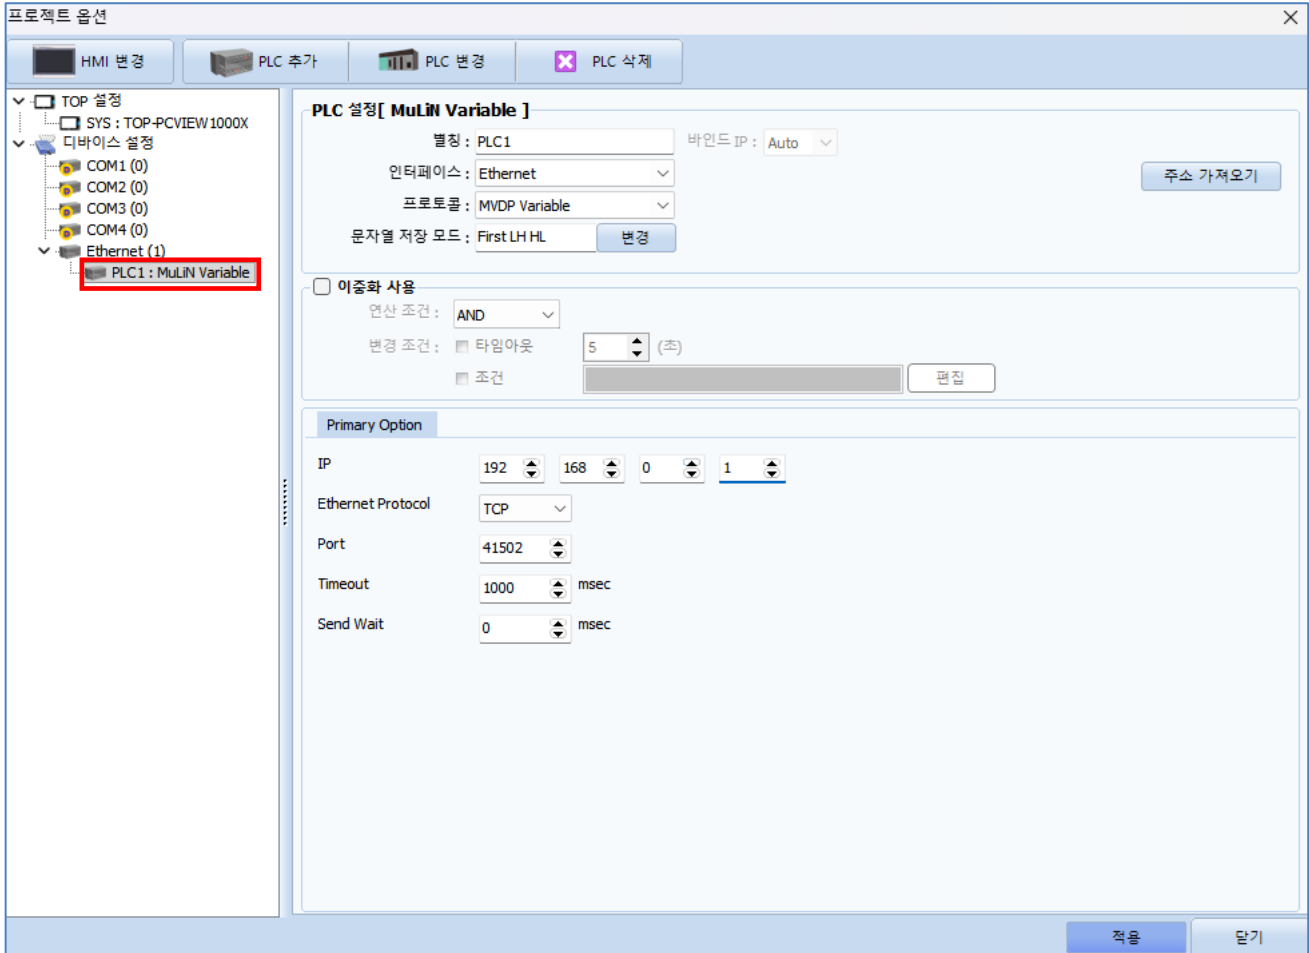 프로젝트 옵션
HMI 변경
PLC 추가
PLC 변경
PLC 삭제
TOP 설정
SYS : TOP-PCVIEW1000X
디바이스 설정
COM1 (0)
COM2 (0)
COM3 (0)
COM4 (0)
Ethernet (1)
PLC1 : MuLiN Variable
PLC 설정[ MuLiN Variable ]
별칭 : PLC1 바인드 IP : Auto
인터페이스 : Ethernet
주소 가져오기
프로토콜 : MVDP Variable
문자열 저장 모드 : First LH HL 변경
이중화 사용
연산 조건 : AND
변경 조건 : 타임아웃 5 (초)
조건 편집
Primary Option
IP 192 168 0 1
Ethernet Protocol TCP
Port 41502
Timeout 1000 msec
Send Wait 0 msec
적용 닫기